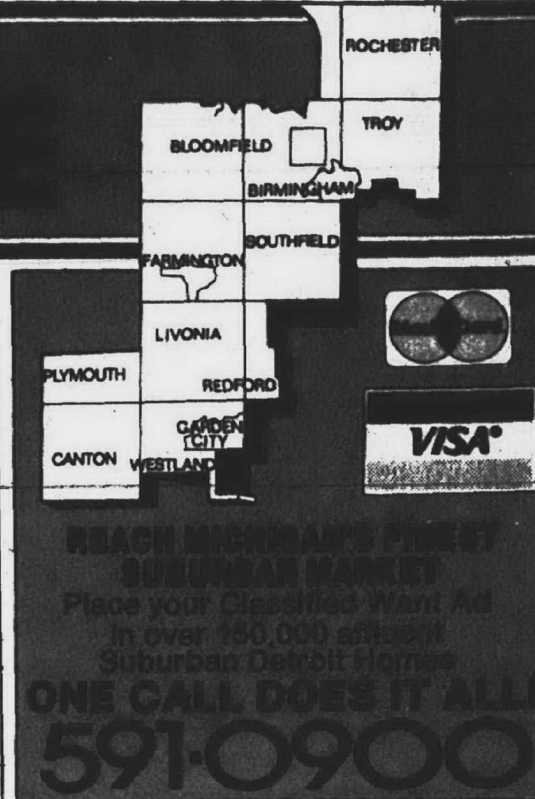 ROCHESTER
TROY
BLOOMFIELD
BIRMINGHAM
SOUTHFIELD
FARMINGTON
LIVONIA
PLYMOUTH
REDFORD
GARDEN
CITY
CANTON
WESTLAND
VISA®
REACH MICHIGAN'S FINEST
SUBURBAN MARKET
Place your Classified Want Ad
in over 150,000 affluent
Suburban Detroit Homes
ONE CALL DOES IT ALL!
591-0900